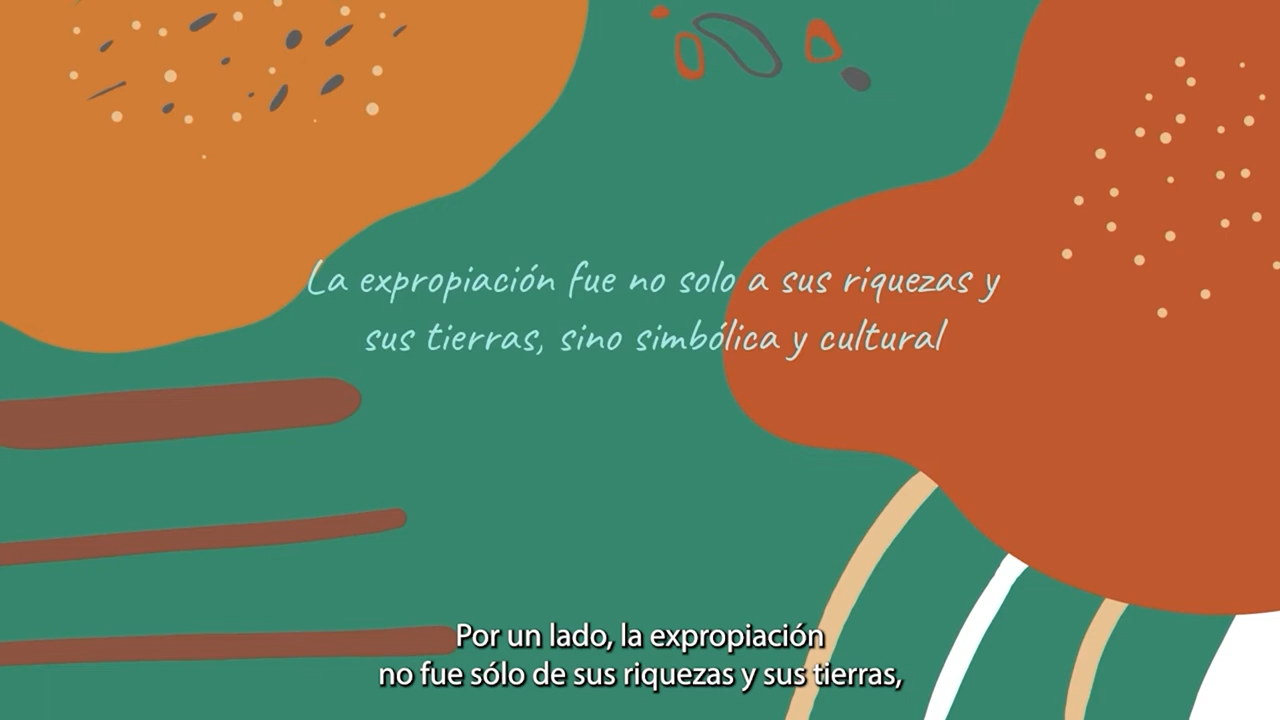 La expropiación fue no solo a sus riquezas y
sus tierras, sino simbólica y cultural
Por un lado, la expropiación
no fue sólo de sus riquezas y sus tierras,